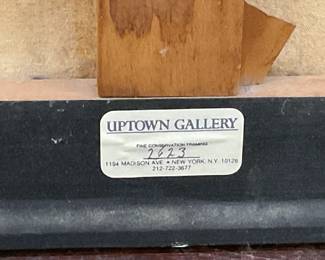 UPTOWN GALLERY
FINE CONSERVATION FRAMING
2623
1194 MADISON AVE. • NEW YORK, N.Y. 10128
212-722-3677